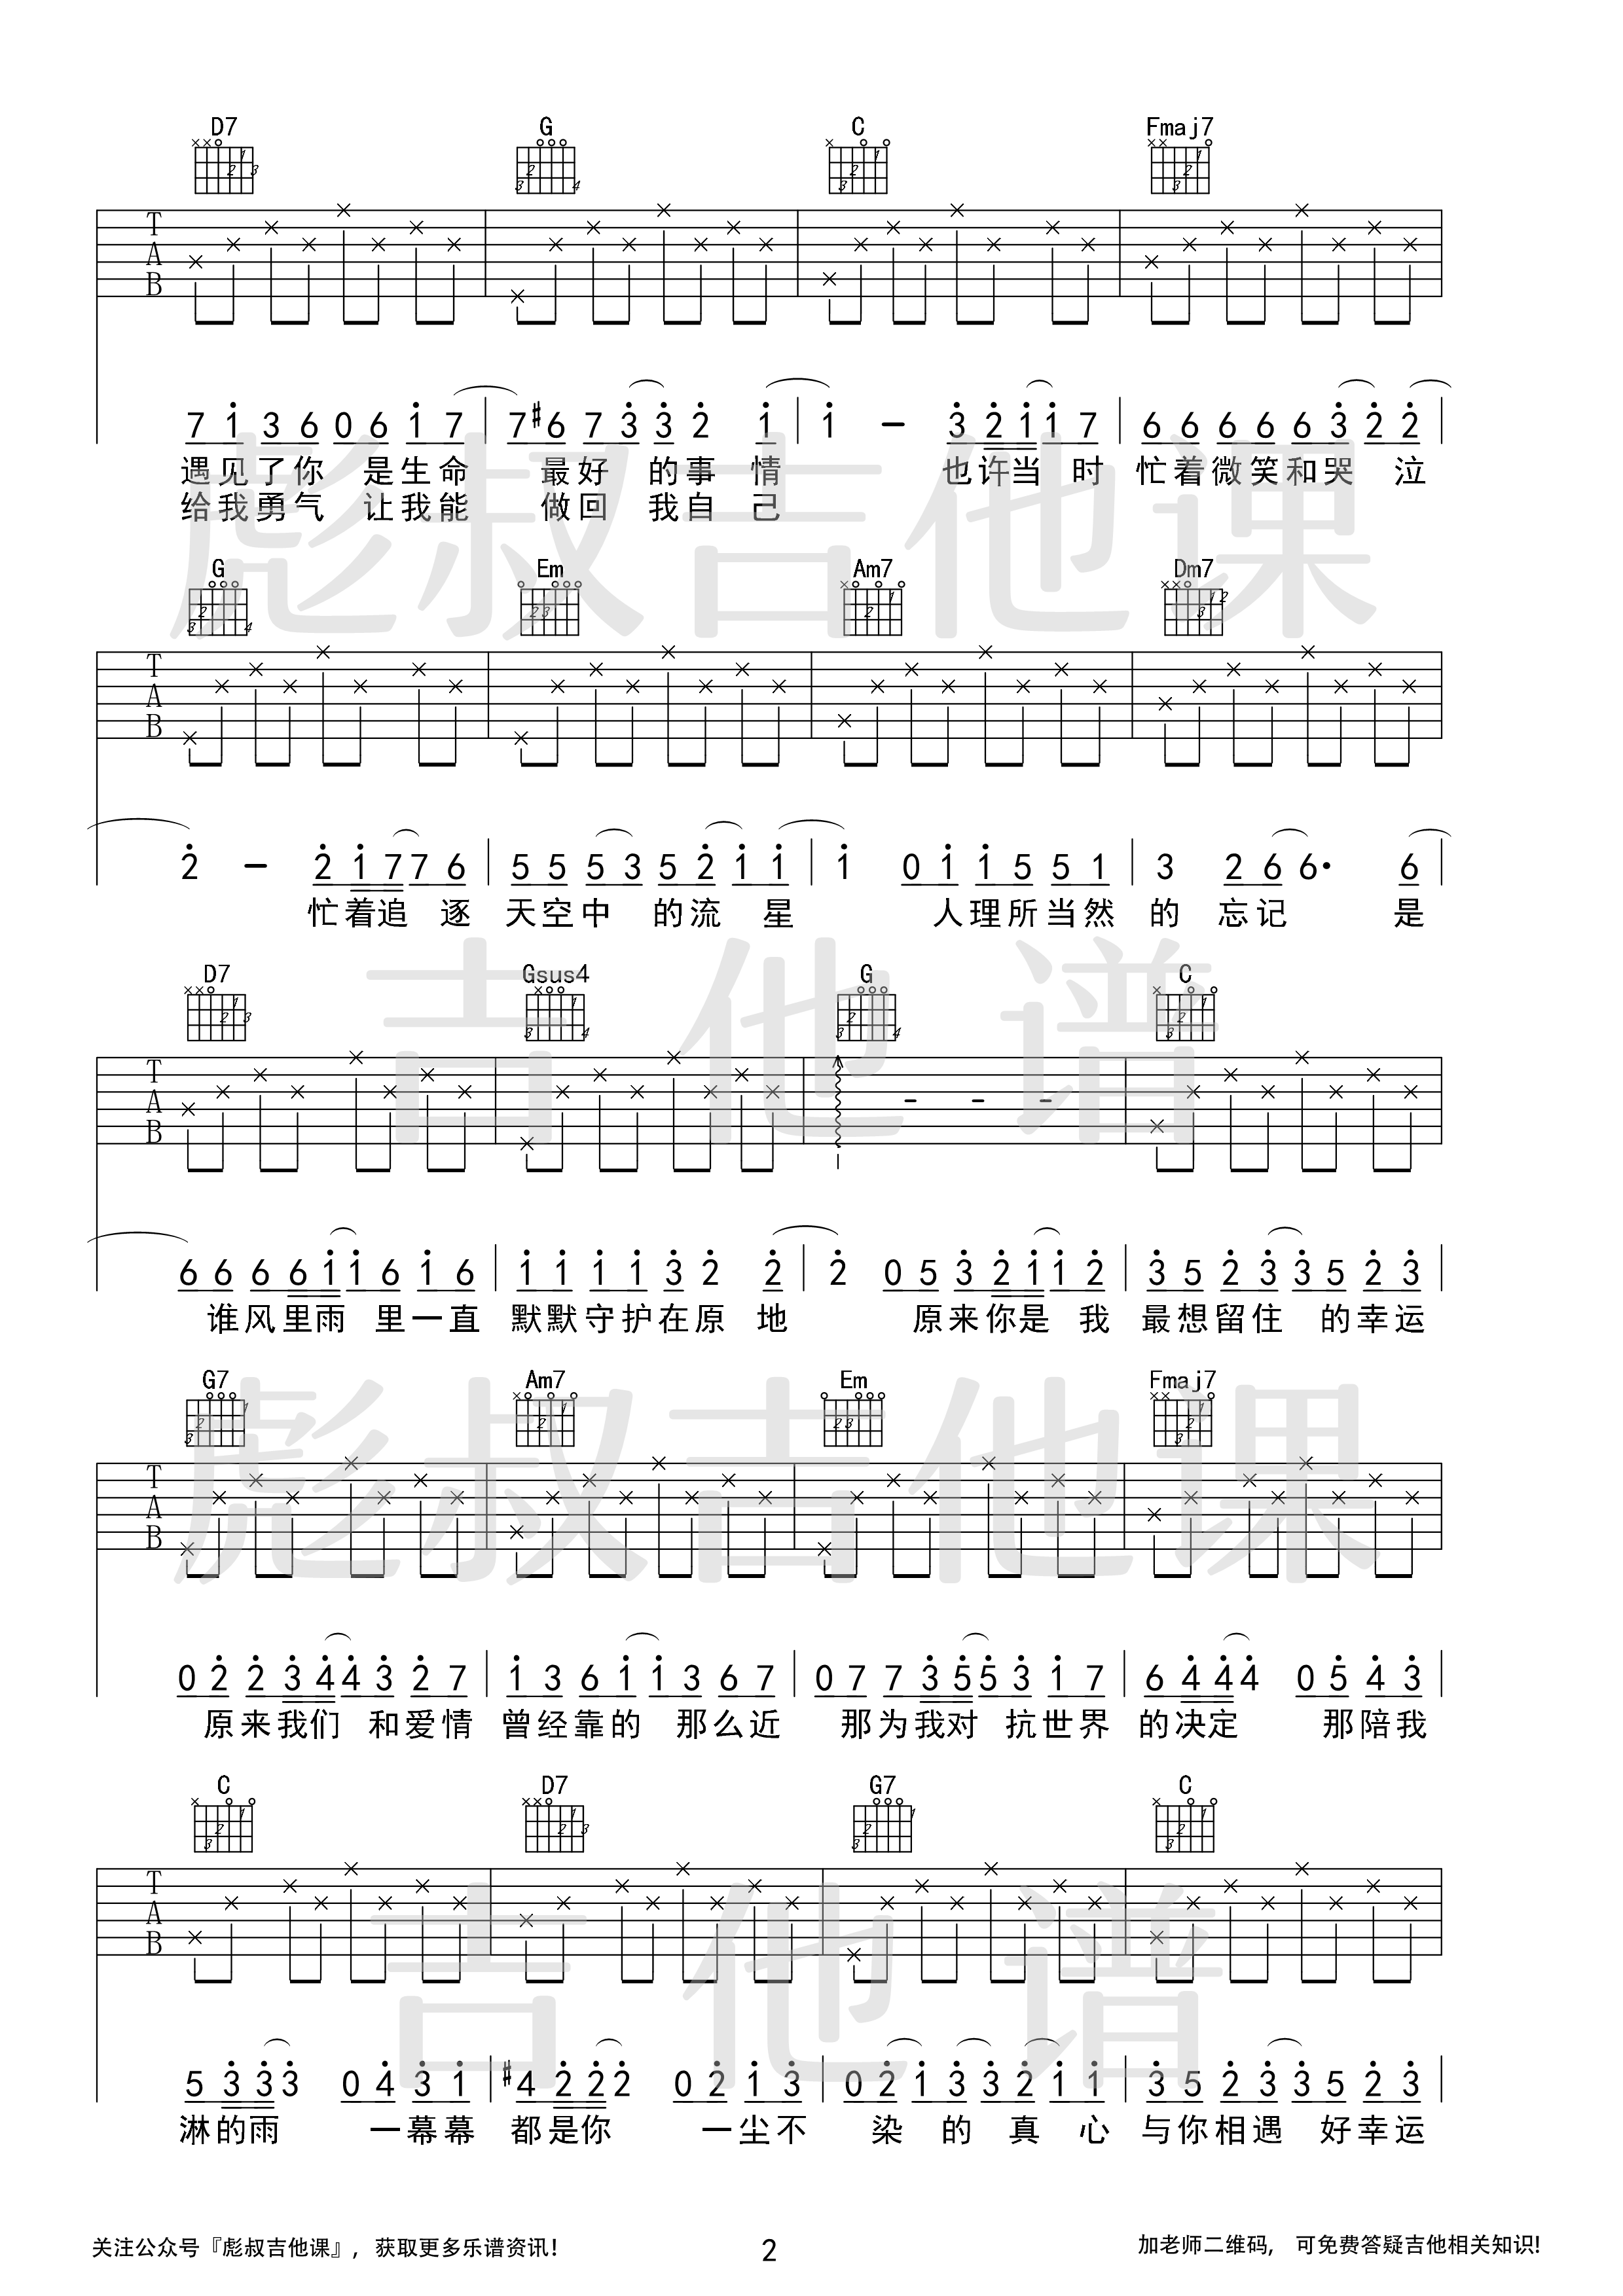 D7 G C Fmaj7
T
A
B
7 1 3 6 0 6 1 7 7 #6 7 3 3 2 1 1 - 3 2 1 1 7 6 6 6 6 6 3 2 2
遇见了你 是生命 最好 的事 情 也许当 时 忙着微笑和哭 泣
给我勇气 让我能 做回 我自 己
彪叔吉他课
G Em Am7 Dm7
T
A
B
2 - 2 1 7 7 6 5 5 5 3 5 2 1 1 1 0 1 1 5 5 1 3 2 6 6· 6
忙着追 逐 天空中 的流 星 人理所当然 的 忘记 是
吉他谱
D7 Gsus4 G C
T
A
B
6 6 6 6 1 1 6 1 6 1 1 1 1 3 2 2 2 0 5 3 2 1 1 2 3 5 2 3 3 5 2 3
谁风里雨 里一直 默默守护在原 地 原来你是 我 最想留住 的幸运
G7 Am7 Em Fmaj7
彪叔吉他课
T
A
B
0 2 2 3 4 4 3 2 7 1 3 6 1 1 3 6 7 0 7 7 3 5 5 3 1 7 6 4 4 4 0 5 4 3
原来我们 和爱情 曾经靠的 那么近 那为我对 抗世界 的决定 那陪我
C D7 G7 C
T
A
B
吉他谱
5 3 3 3 0 4 3 1 #4 2 2 2 0 2 1 3 0 2 1 3 3 2 1 1 3 5 2 3 3 5 2 3
淋的雨 一幕幕 都是你 一尘不 染 的 真 心 与你相遇 好幸运
关注公众号『彪叔吉他课』，获取更多乐谱资讯！ 2 加老师二维码， 可免费答疑吉他相关知识！